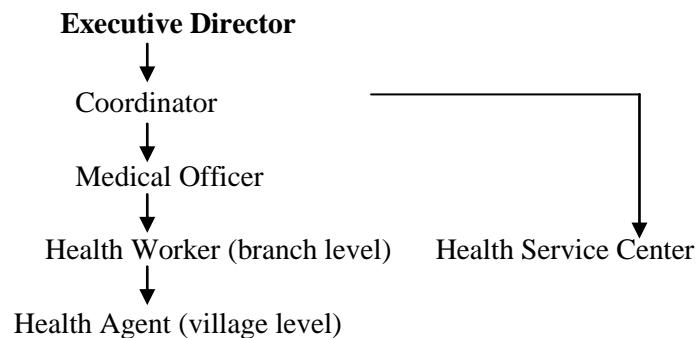 Executive Director
Coordinator
Medical Officer
Health Worker (branch level) Health Service Center
Health Agent (village level)